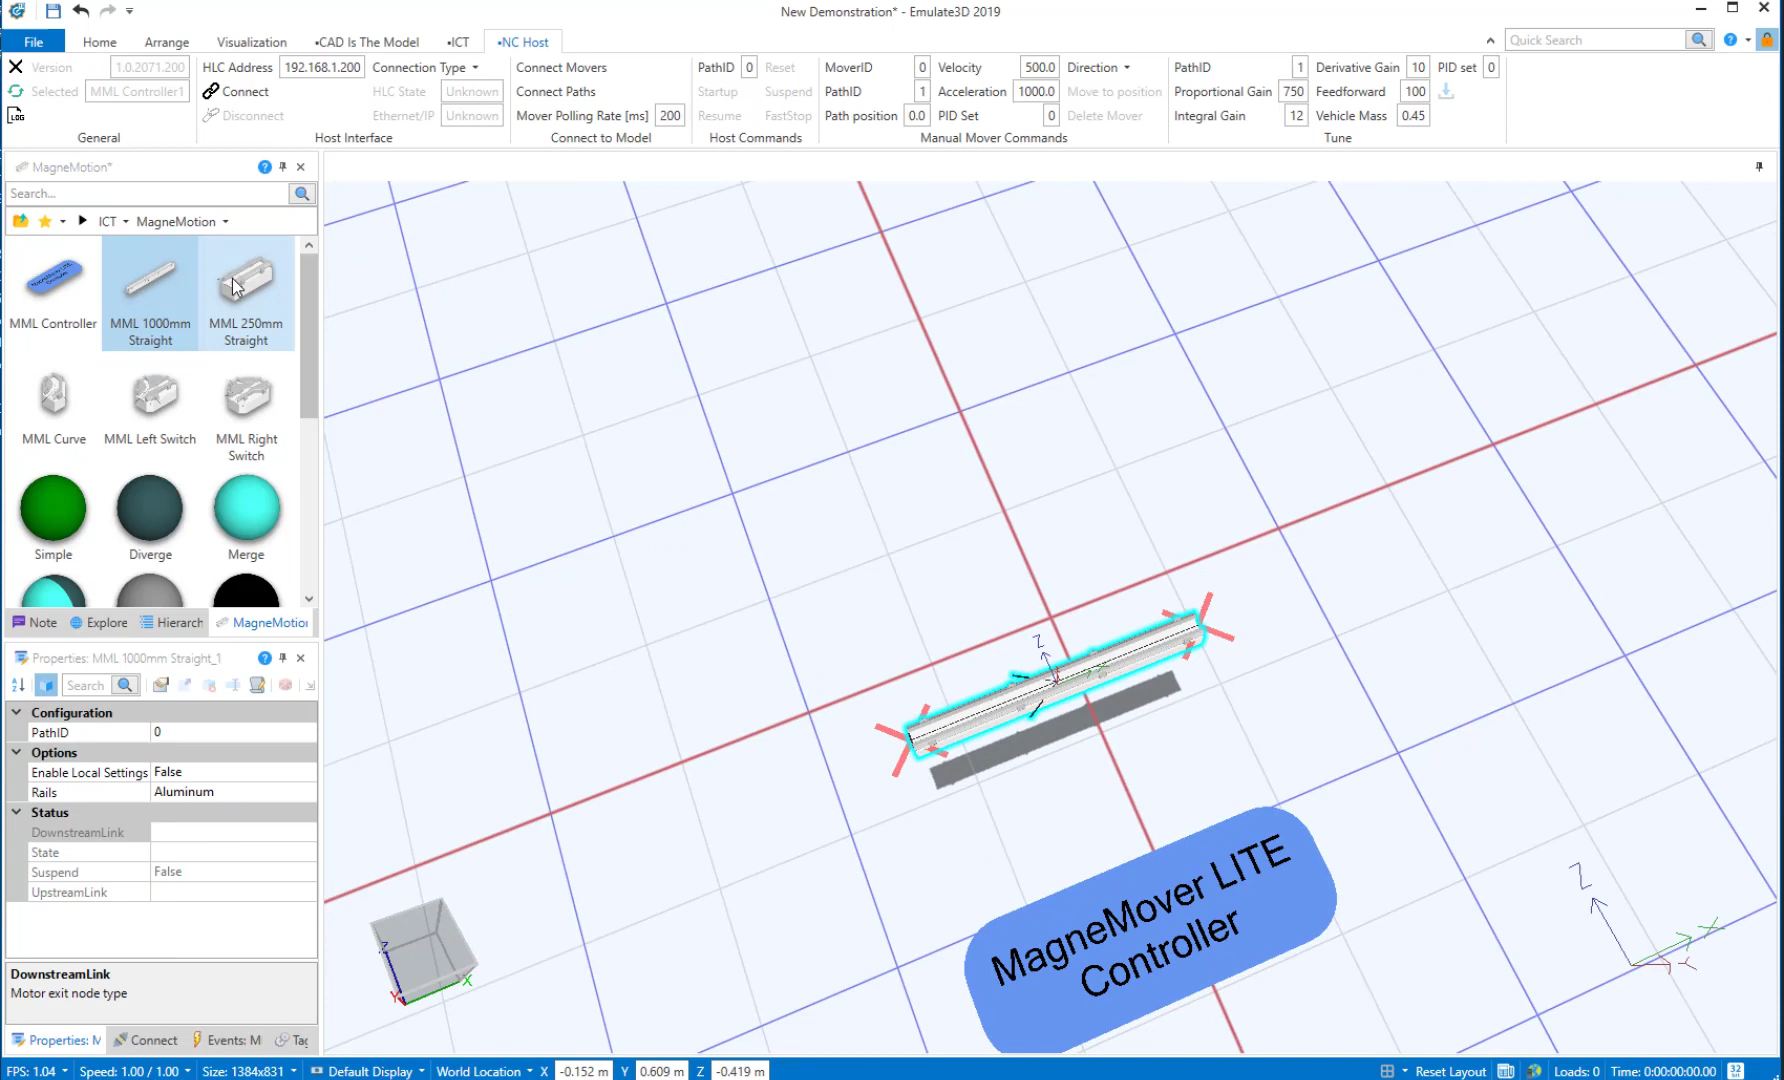 New Demonstration* - Emulate3D 2019
File Home Arrange Visualization •CAD Is The Model •ICT •NC Host Quick Search
Version 1.0.2071.200 HLC Address 192.168.1.200 Connection Type Connect Movers PathID 0 Reset MoverID 0 Velocity 500.0 Direction PathID 1 Derivative Gain 10 PID set 0
Selected MML Controller1 Connect HLC State Unknown Connect Paths Startup Suspend PathID 1 Acceleration 1000.0 Move to position Proportional Gain 750 Feedforward 100
LOG Disconnect Ethernet/IP Unknown Mover Polling Rate [ms] 200 Resume FastStop Path position 0.0 PID Set 0 Delete Mover Integral Gain 12 Vehicle Mass 0.45
General Host Interface Connect to Model Host Commands Manual Mover Commands Tune
MagneMotion*
Search...
ICT MagneMotion
MML Controller MML 1000mm Straight MML 250mm Straight
MML Curve MML Left Switch MML Right Switch
Simple Diverge Merge
Note Explore Hierarch MagneMotio
Properties: MML 1000mm Straight_1
Search
Configuration
PathID 0
Options
Enable Local Settings False
Rails Aluminum
Status
DownstreamLink
State
Suspend False
UpstreamLink
DownstreamLink
Motor exit node type
Properties: M Connect Events: M Tag
Z
MagneMover LITE
Controller
Z X Y
Z X Y
FPS: 1.04 Speed: 1.00 / 1.00 Size: 1384x831 Default Display World Location X -0.152 m Y 0.609 m Z -0.419 m Reset Layout Loads: 0 Time: 0:00:00:00.00 32